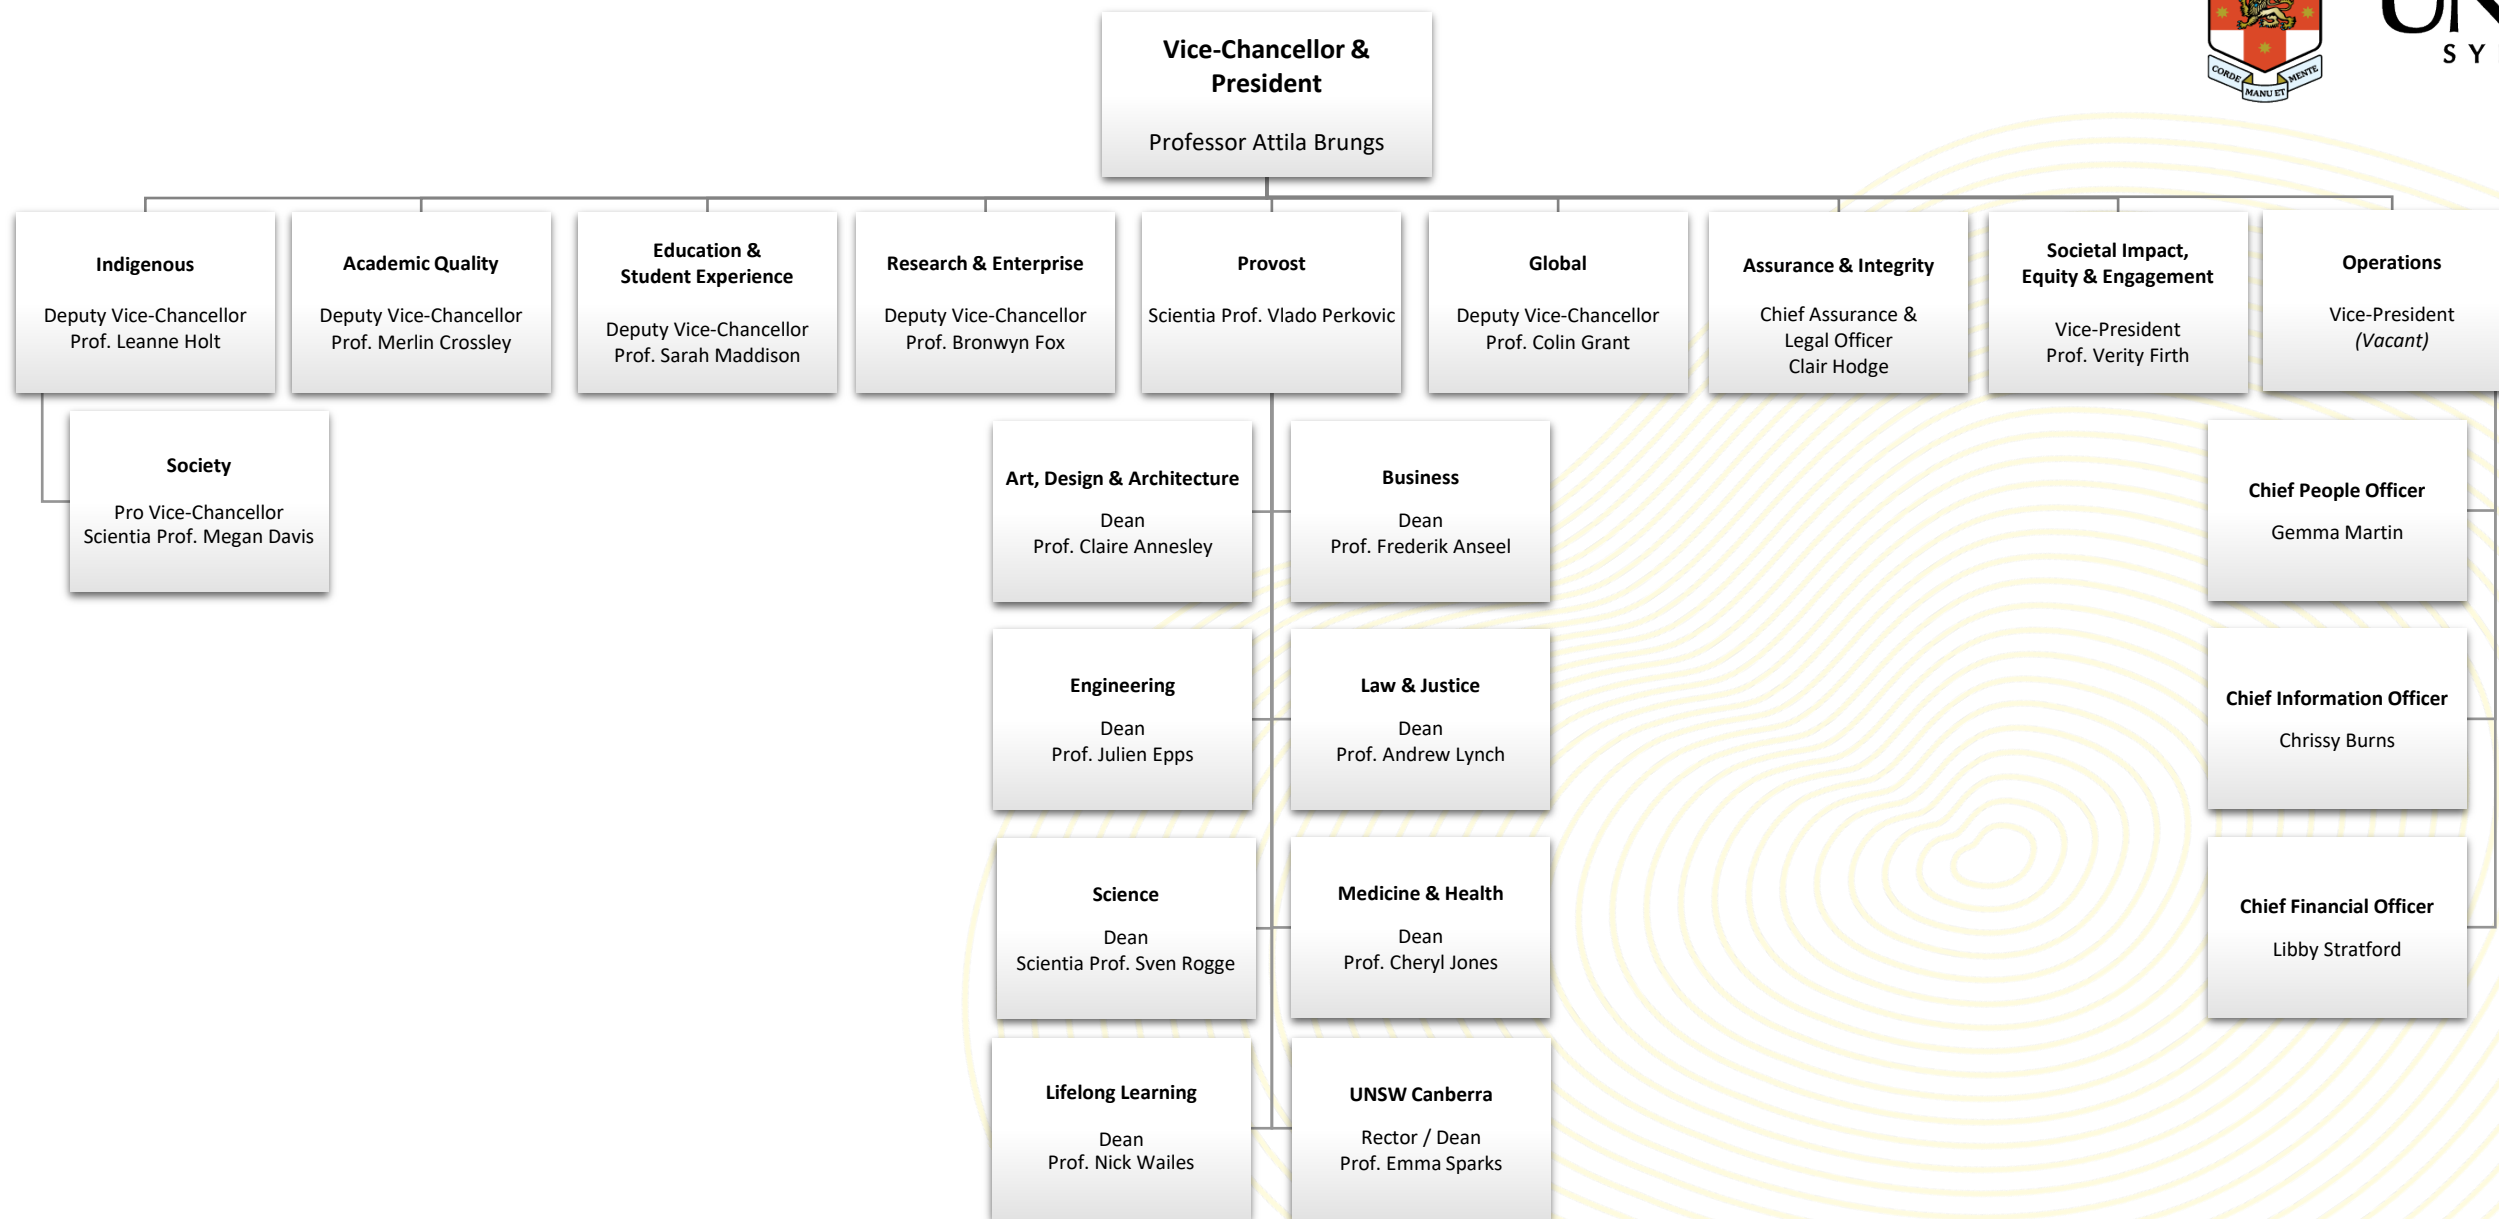 Vice-Chancellor &
President
Professor Attila Brungs
CORDE
MANU ET
MENTE
Indigenous
Deputy Vice-Chancellor
Prof. Leanne Holt
Academic Quality
Deputy Vice-Chancellor
Prof. Merlin Crossley
Education &
Student Experience
Deputy Vice-Chancellor
Prof. Sarah Maddison
Research & Enterprise
Deputy Vice-Chancellor
Prof. Bronwyn Fox
Provost
Scientia Prof. Vlado Perkovic
Global
Deputy Vice-Chancellor
Prof. Colin Grant
Assurance & Integrity
Chief Assurance &
Legal Officer
Clair Hodge
Societal Impact,
Equity & Engagement
Vice-President
Prof. Verity Firth
Operations
Vice-President
(Vacant)
Society
Pro Vice-Chancellor
Scientia Prof. Megan Davis
Art, Design & Architecture
Dean
Prof. Claire Annesley
Business
Dean
Prof. Frederik Anseel
Chief People Officer
Gemma Martin
Engineering
Dean
Prof. Julien Epps
Law & Justice
Dean
Prof. Andrew Lynch
Chief Information Officer
Chrissy Burns
Science
Dean
Scientia Prof. Sven Rogge
Medicine & Health
Dean
Prof. Cheryl Jones
Chief Financial Officer
Libby Stratford
Lifelong Learning
Dean
Prof. Nick Wailes
UNSW Canberra
Rector / Dean
Prof. Emma Sparks